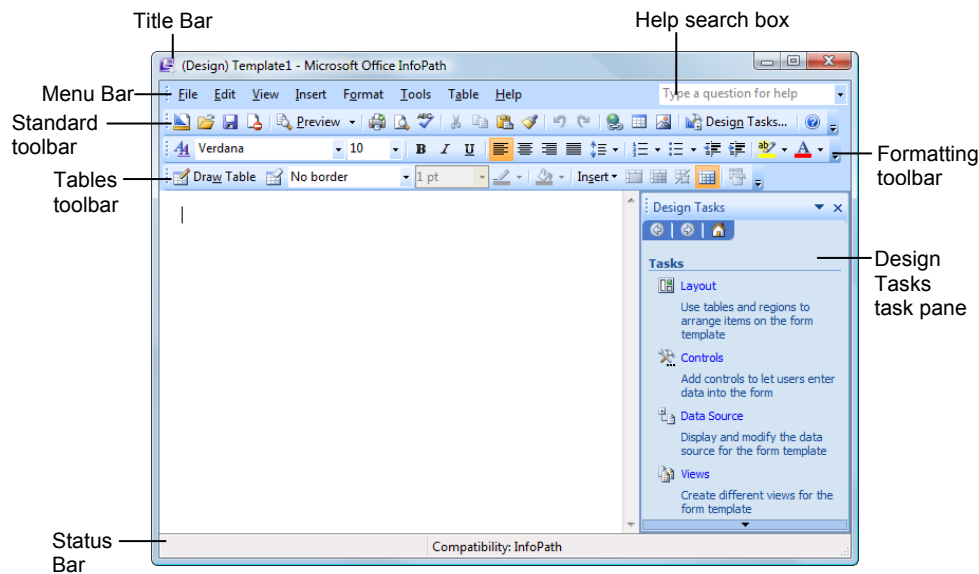 Title Bar
Help search box
(Design) Template1 - Microsoft Office InfoPath
Menu Bar
File Edit View Insert Format Tools Table Help
Type a question for help
Standard
toolbar
Preview
ABC
Design Tasks...
Verdana
10
B I U
ab
A
Formatting
toolbar
Tables
toolbar
Draw Table
No border
1 pt
Insert
Design Tasks
Tasks
Design
Tasks
task pane
Layout
Use tables and regions to
arrange items on the form
template
Controls
Add controls to let users enter
data into the form
Data Source
Display and modify the data
source for the form template
Views
Create different views for the
form template
Status
Bar
Compatibility: InfoPath